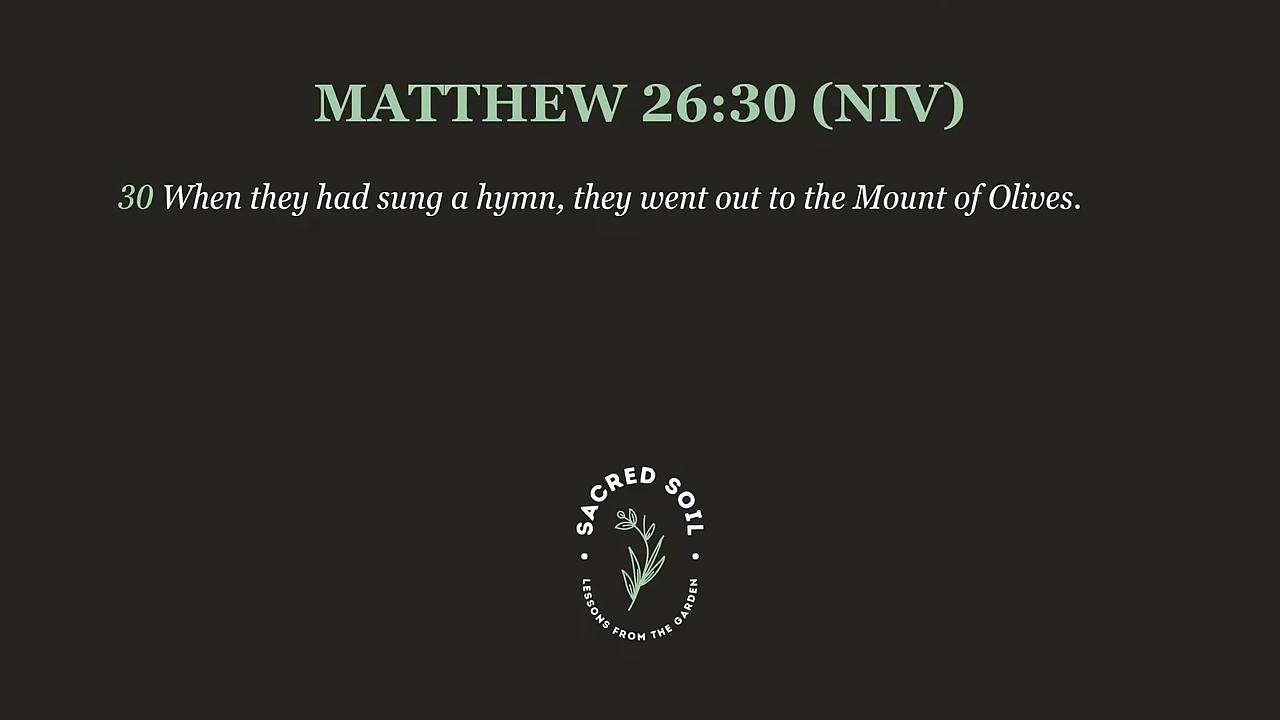 MATTHEW 26:30 (NIV)
30 When they had sung a hymn, they went out to the Mount of Olives.
SACRED SOIL
LESSONS FROM THE GARDEN